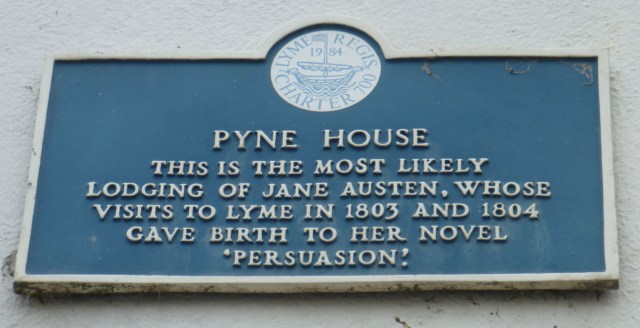 LYME REGIS
1984
CHARTER 700
PYNE HOUSE
THIS IS THE MOST LIKELY
LODGING OF JANE AUSTEN, WHOSE
VISITS TO LYME IN 1803 AND 1804
GAVE BIRTH TO HER NOVEL
'PERSUASION'.